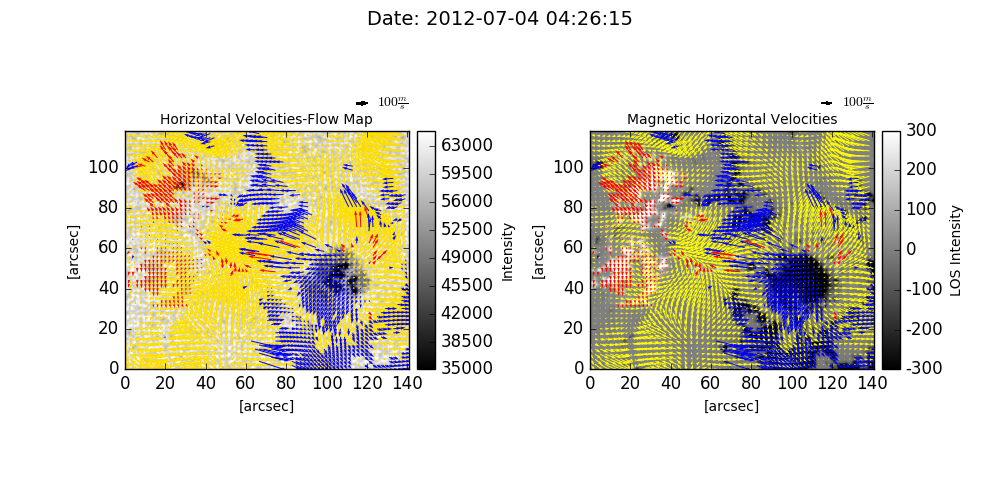 Date: 2012-07-04 04:26:15
100 m/s
100 m/s
Horizontal Velocities-Flow Map
Magnetic Horizontal Velocities
100
80
60
40
20
0
[arcsec]
0 20 40 60 80 100 120 140
[arcsec]
63000
59500
56000
52500
49000
45500
42000
38500
35000
Intensity
100
80
60
40
20
0
[arcsec]
0 20 40 60 80 100 120 140
[arcsec]
300
200
100
0
-100
-200
-300
LOS Intensity